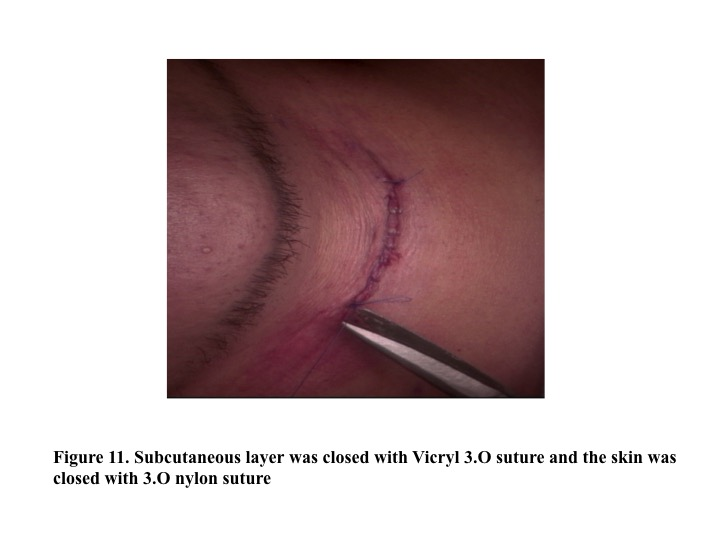 Figure 11. Subcutaneous layer was closed with Vicryl 3.O suture and the skin was
closed with 3.O nylon suture